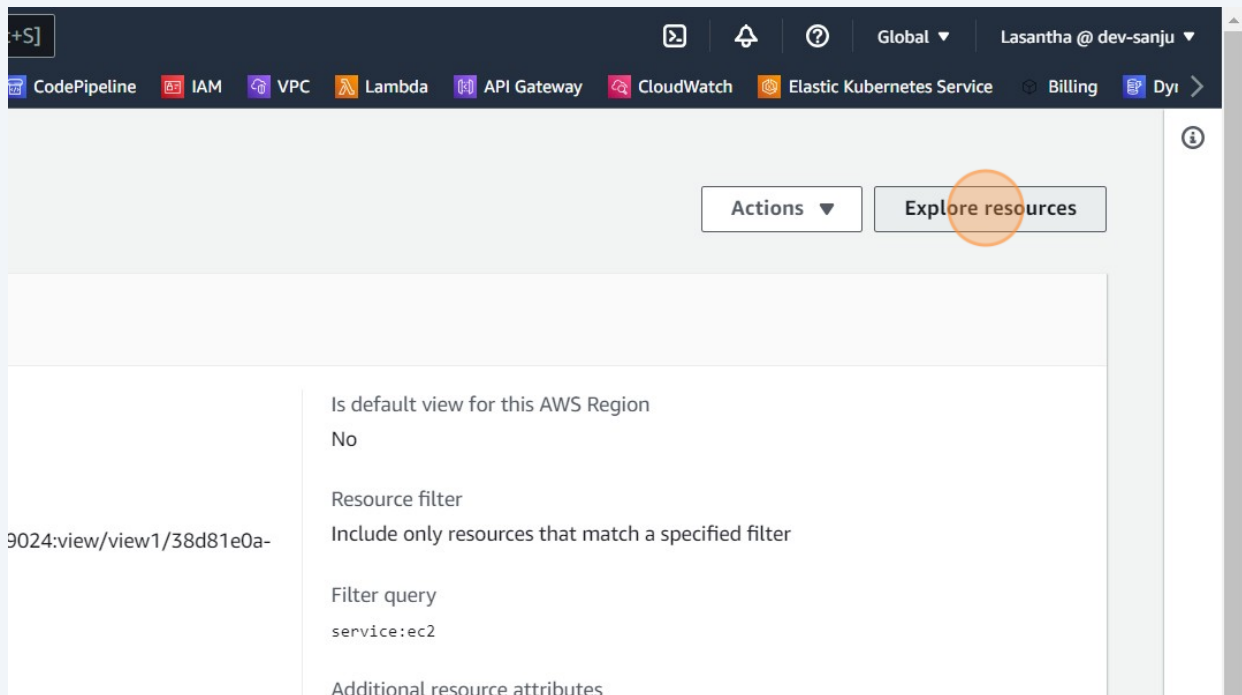 t+S]
Global
Lasantha @ dev-sanju
CodePipeline IAM VPC Lambda API Gateway CloudWatch Elastic Kubernetes Service Billing
Actions Explore resources
Is default view for this AWS Region
No
Resource filter
9024:view/view1/38d81e0a- Include only resources that match a specified filter
Filter query
service:ec2
Additional resource attributes